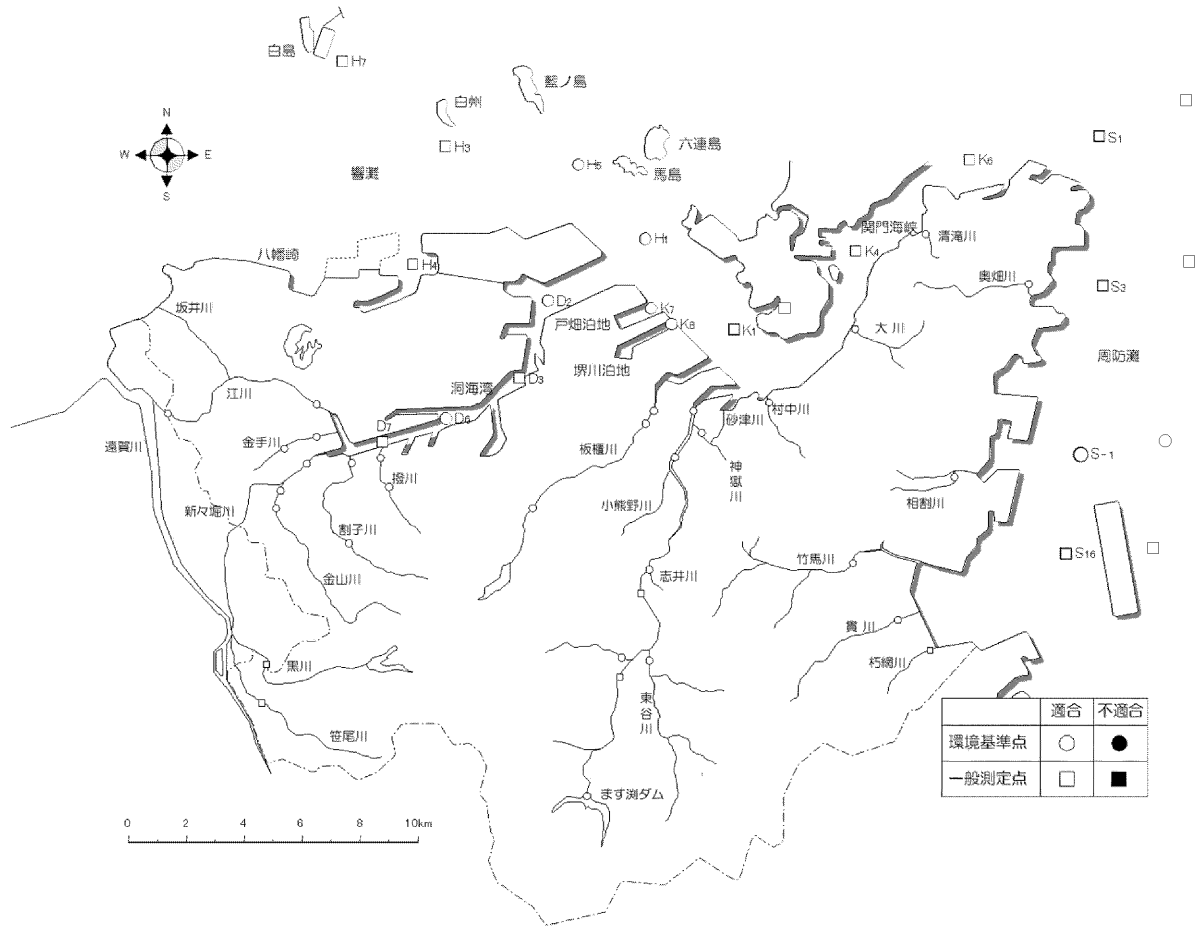 白島
H7
藍ノ島
白州
H3
六連島
馬島
H5
N
W
E
S
響灘
S1
K6
関門海峡
清滝川
K4
H1
八幡崎
H4
奥畑川
S3
坂井川
D2
K7
戸畑泊地
K8
K1
大川
周防灘
堺川泊地
洞海湾
D3
江川
村中川
砂津川
D6
D7
金手川
遠賀川
板櫃川
神嶽川
S-1
撥川
小熊野川
相割川
新々堀川
割子川
S16
竹馬川
金山川
志井川
貫川
黒川
朽網川
東谷川
笹尾川
適合
不適合
環境基準点
一般測定点
ます渕ダム
0
2
4
6
8
10km